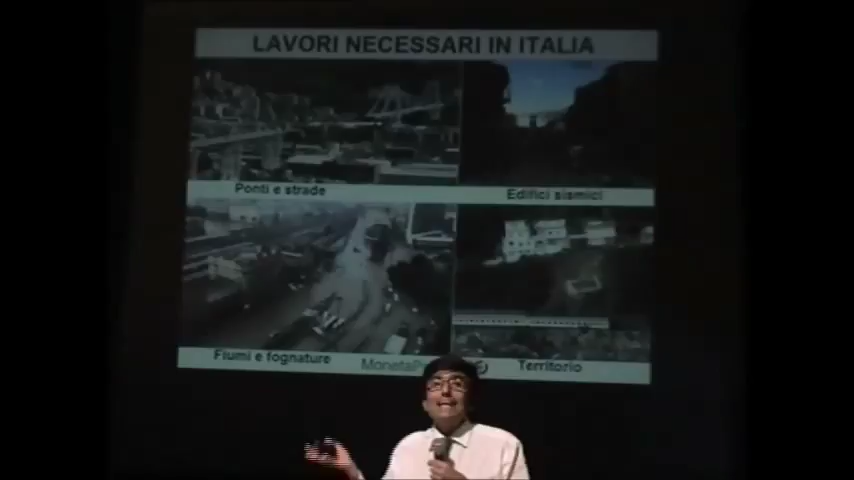 LAVORI NECESSARI IN ITALIA
Ponti e strade
Edifici sismici
Fiumi e fognature
Territorio